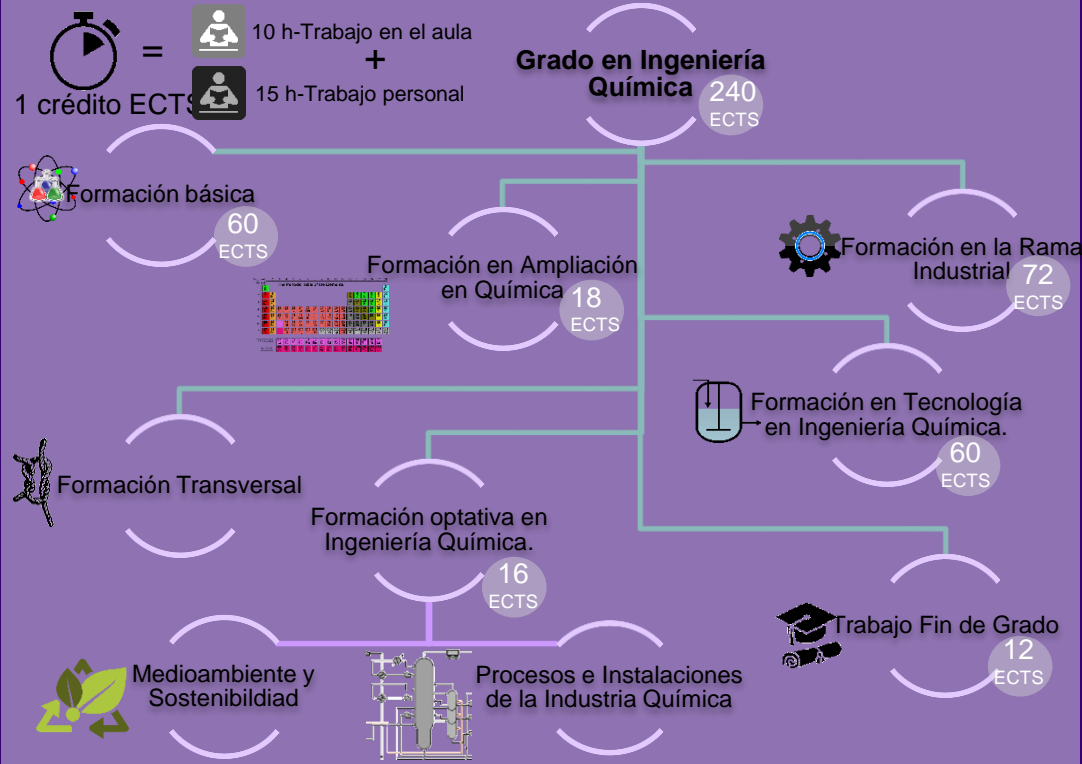 10 h-Trabajo en el aula
=
+
15 h-Trabajo personal
1 crédito ECTS
Grado en Ingeniería
Química
240
ECTS
Formación básica
60
ECTS
Formación en Ampliación
en Química
18
ECTS
Formación en la Rama
Industrial
72
ECTS
Formación en Tecnología
en Ingeniería Química.
60
ECTS
Formación Transversal
Formación optativa en
Ingeniería Química.
16
ECTS
Trabajo Fin de Grado
12
ECTS
Medioambiente y
Sostenibildiad
Procesos e Instalaciones
de la Industria Química